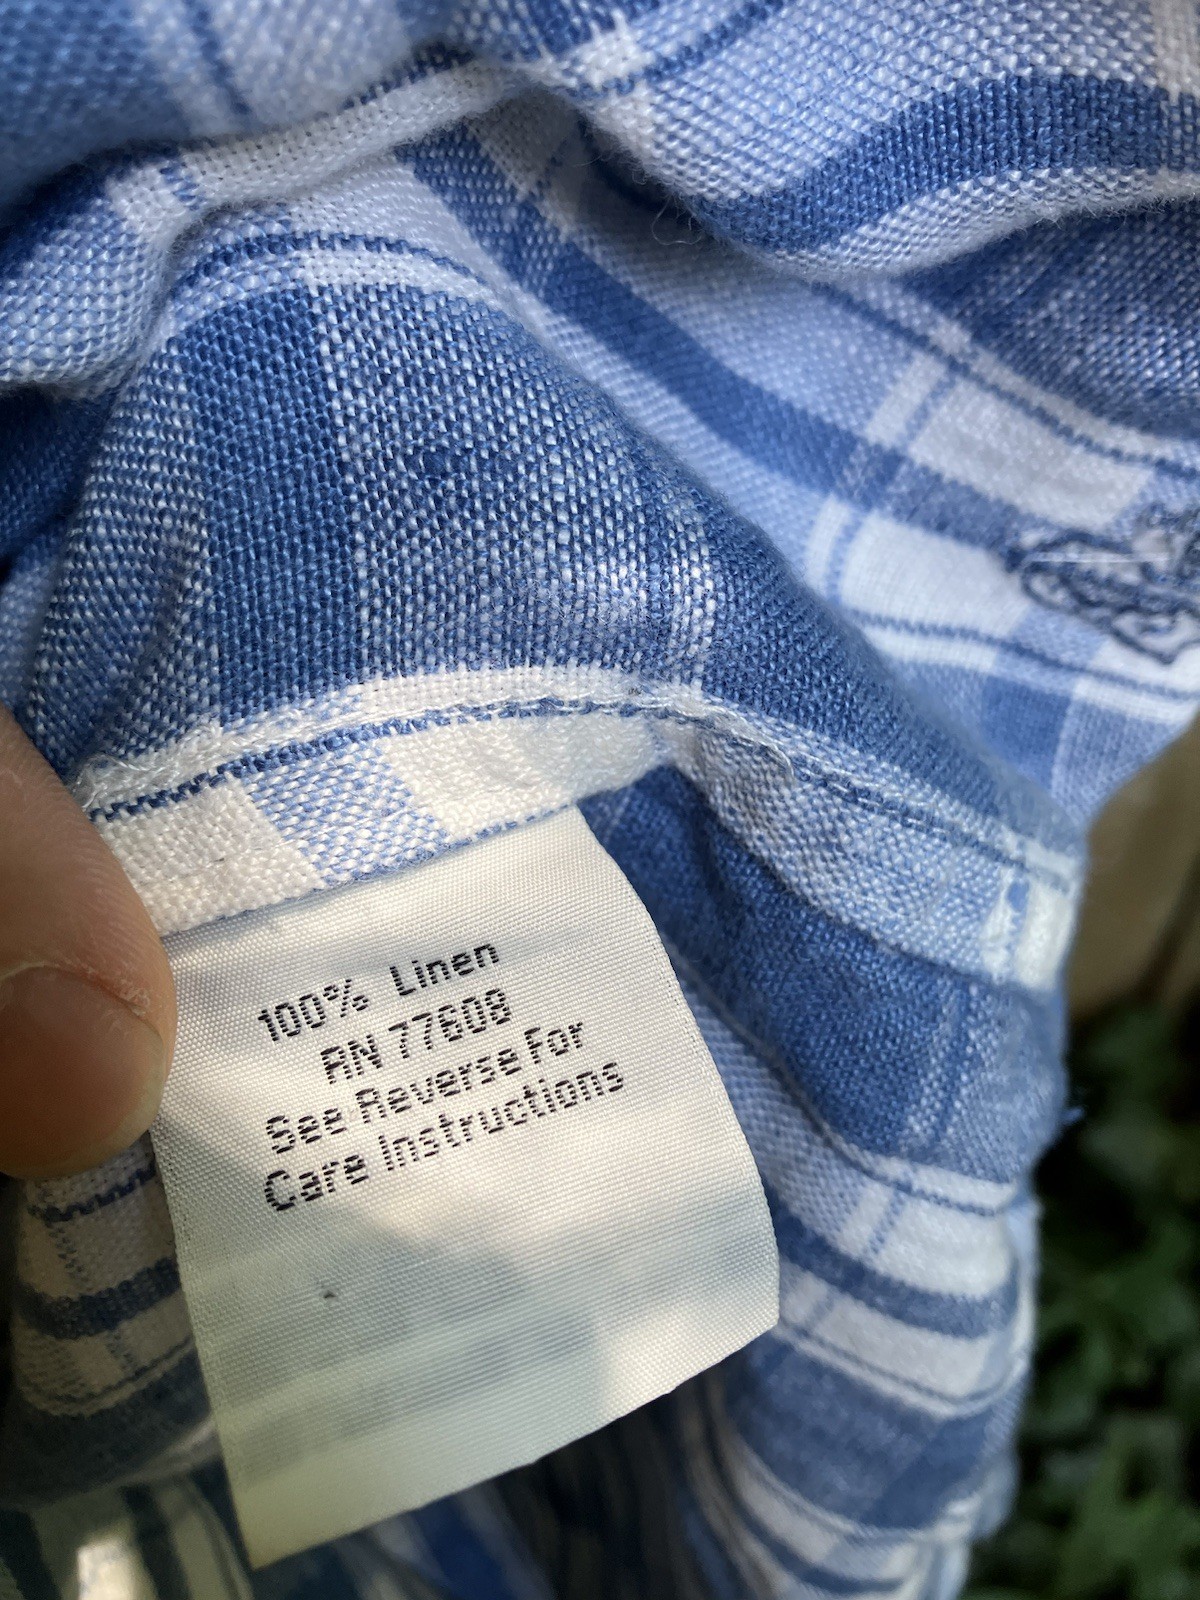 100% Linen
RN 77608
See Reverse For
Care Instructions